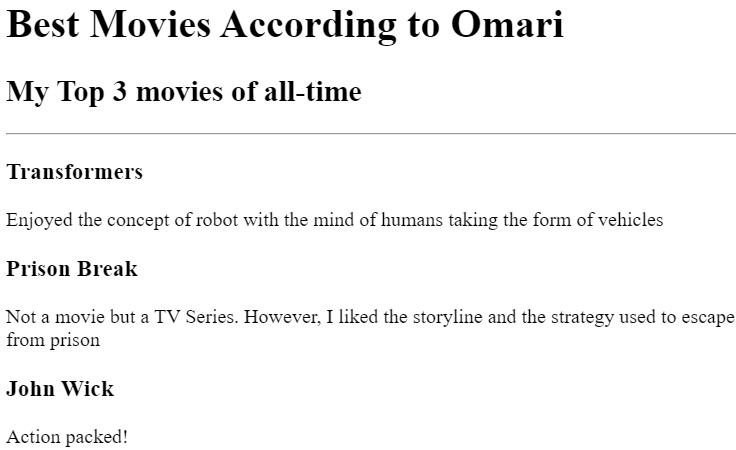 Best Movies According to Omari
My Top 3 movies of all-time
Transformers
Enjoyed the concept of robot with the mind of humans taking the form of vehicles
Prison Break
Not a movie but a TV Series. However, I liked the storyline and the strategy used to escape
from prison
John Wick
Action packed!